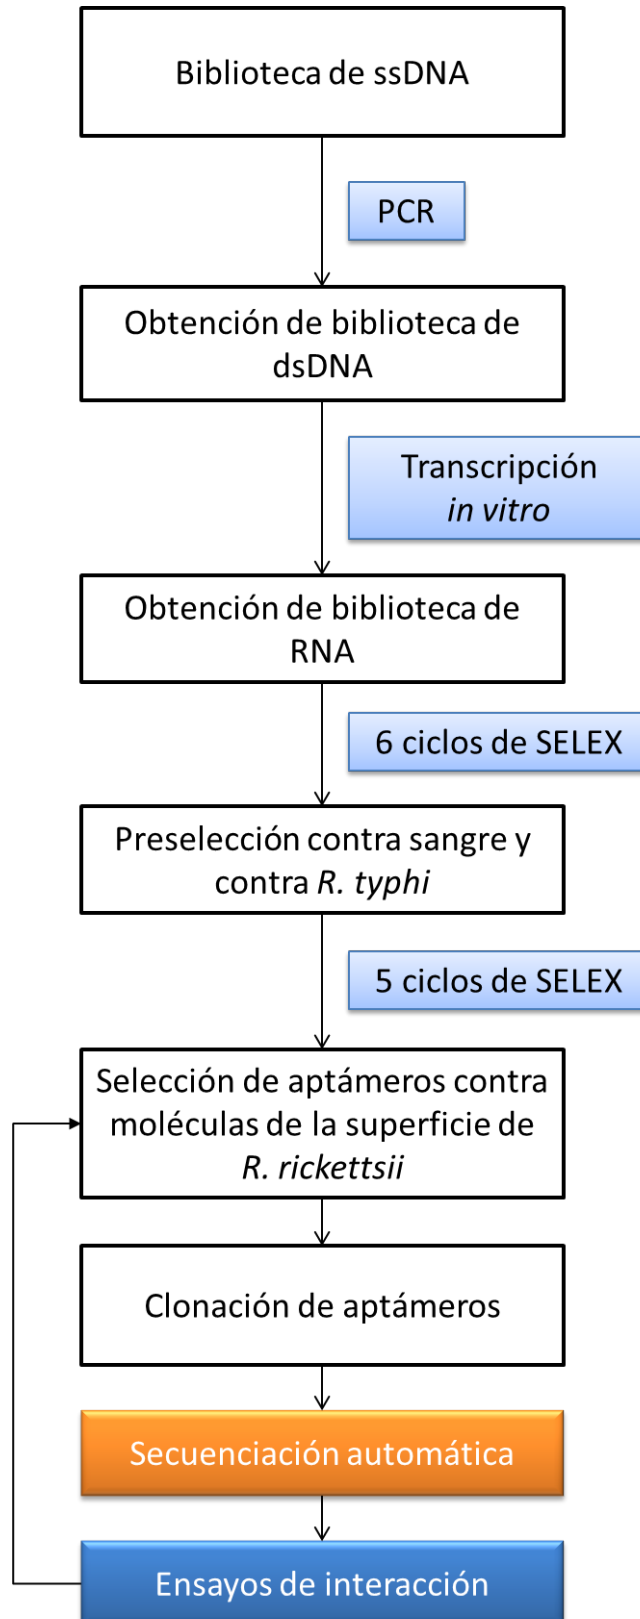 Biblioteca de ssDNA
PCR
Obtención de biblioteca de
dsDNA
Transcripción
in vitro
Obtención de biblioteca de
RNA
6 ciclos de SELEX
Preselección contra sangre y
contra R. typhi
5 ciclos de SELEX
Selección de aptámeros contra
moléculas de la superficie de
R. rickettsii
Clonación de aptámeros
Secuenciación automática
Ensayos de interacción